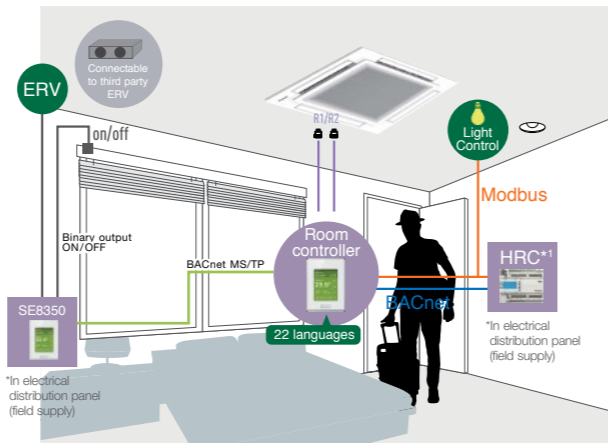 ERV
Connectable
to third party
ERV
on/off
R1/R2
Light
Control
Modbus
Binary output
ON/OFF
BACnet MS/TP
Room
controller
HRC*1
BACnet
SE8350
22 languages
*In electrical
distribution panel
(field supply)
*In electrical
distribution panel
(field supply)